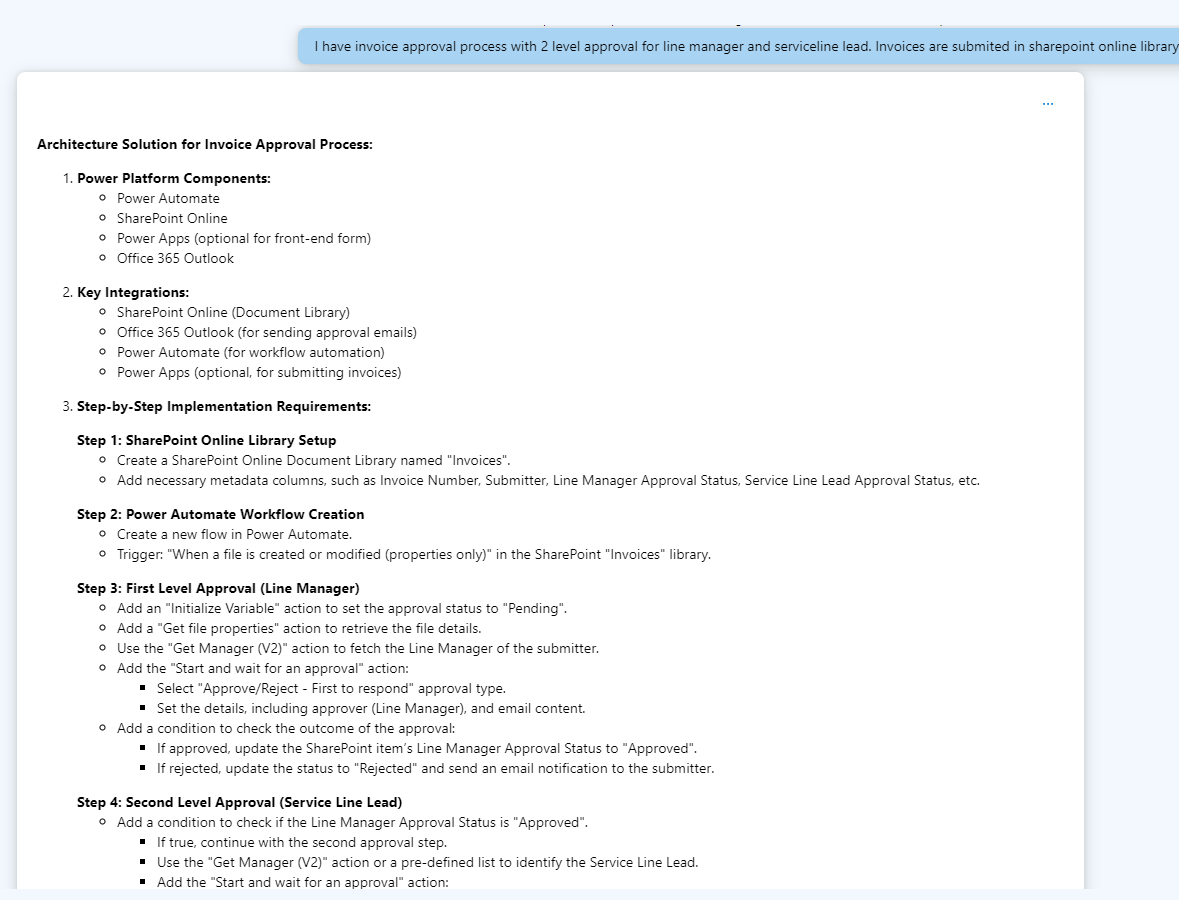 I have invoice approval process with 2 level approval for line manager and serviceline lead. Invoices are submited in sharepoint online library
...
Architecture Solution for Invoice Approval Process:
1. Power Platform Components:
Power Automate
SharePoint Online
Power Apps (optional for front-end form)
Office 365 Outlook
2. Key Integrations:
SharePoint Online (Document Library)
Office 365 Outlook (for sending approval emails)
Power Automate (for workflow automation)
Power Apps (optional, for submitting invoices)
3. Step-by-Step Implementation Requirements:
Step 1: SharePoint Online Library Setup
Create a SharePoint Online Document Library named "Invoices".
Add necessary metadata columns, such as Invoice Number, Submitter, Line Manager Approval Status, Service Line Lead Approval Status, etc.
Step 2: Power Automate Workflow Creation
Create a new flow in Power Automate.
Trigger: "When a file is created or modified (properties only)" in the SharePoint "Invoices" library.
Step 3: First Level Approval (Line Manager)
Add an "Initialize Variable" action to set the approval status to "Pending".
Add a "Get file properties" action to retrieve the file details.
Use the "Get Manager (V2)" action to fetch the Line Manager of the submitter.
Add the "Start and wait for an approval" action:
Select "Approve/Reject - First to respond" approval type.
Set the details, including approver (Line Manager), and email content.
Add a condition to check the outcome of the approval:
If approved, update the SharePoint item's Line Manager Approval Status to "Approved".
If rejected, update the status to "Rejected" and send an email notification to the submitter.
Step 4: Second Level Approval (Service Line Lead)
Add a condition to check if the Line Manager Approval Status is "Approved".
If true, continue with the second approval step.
Use the "Get Manager (V2)" action or a pre-defined list to identify the Service Line Lead.
Add the "Start and wait for an approval" action: